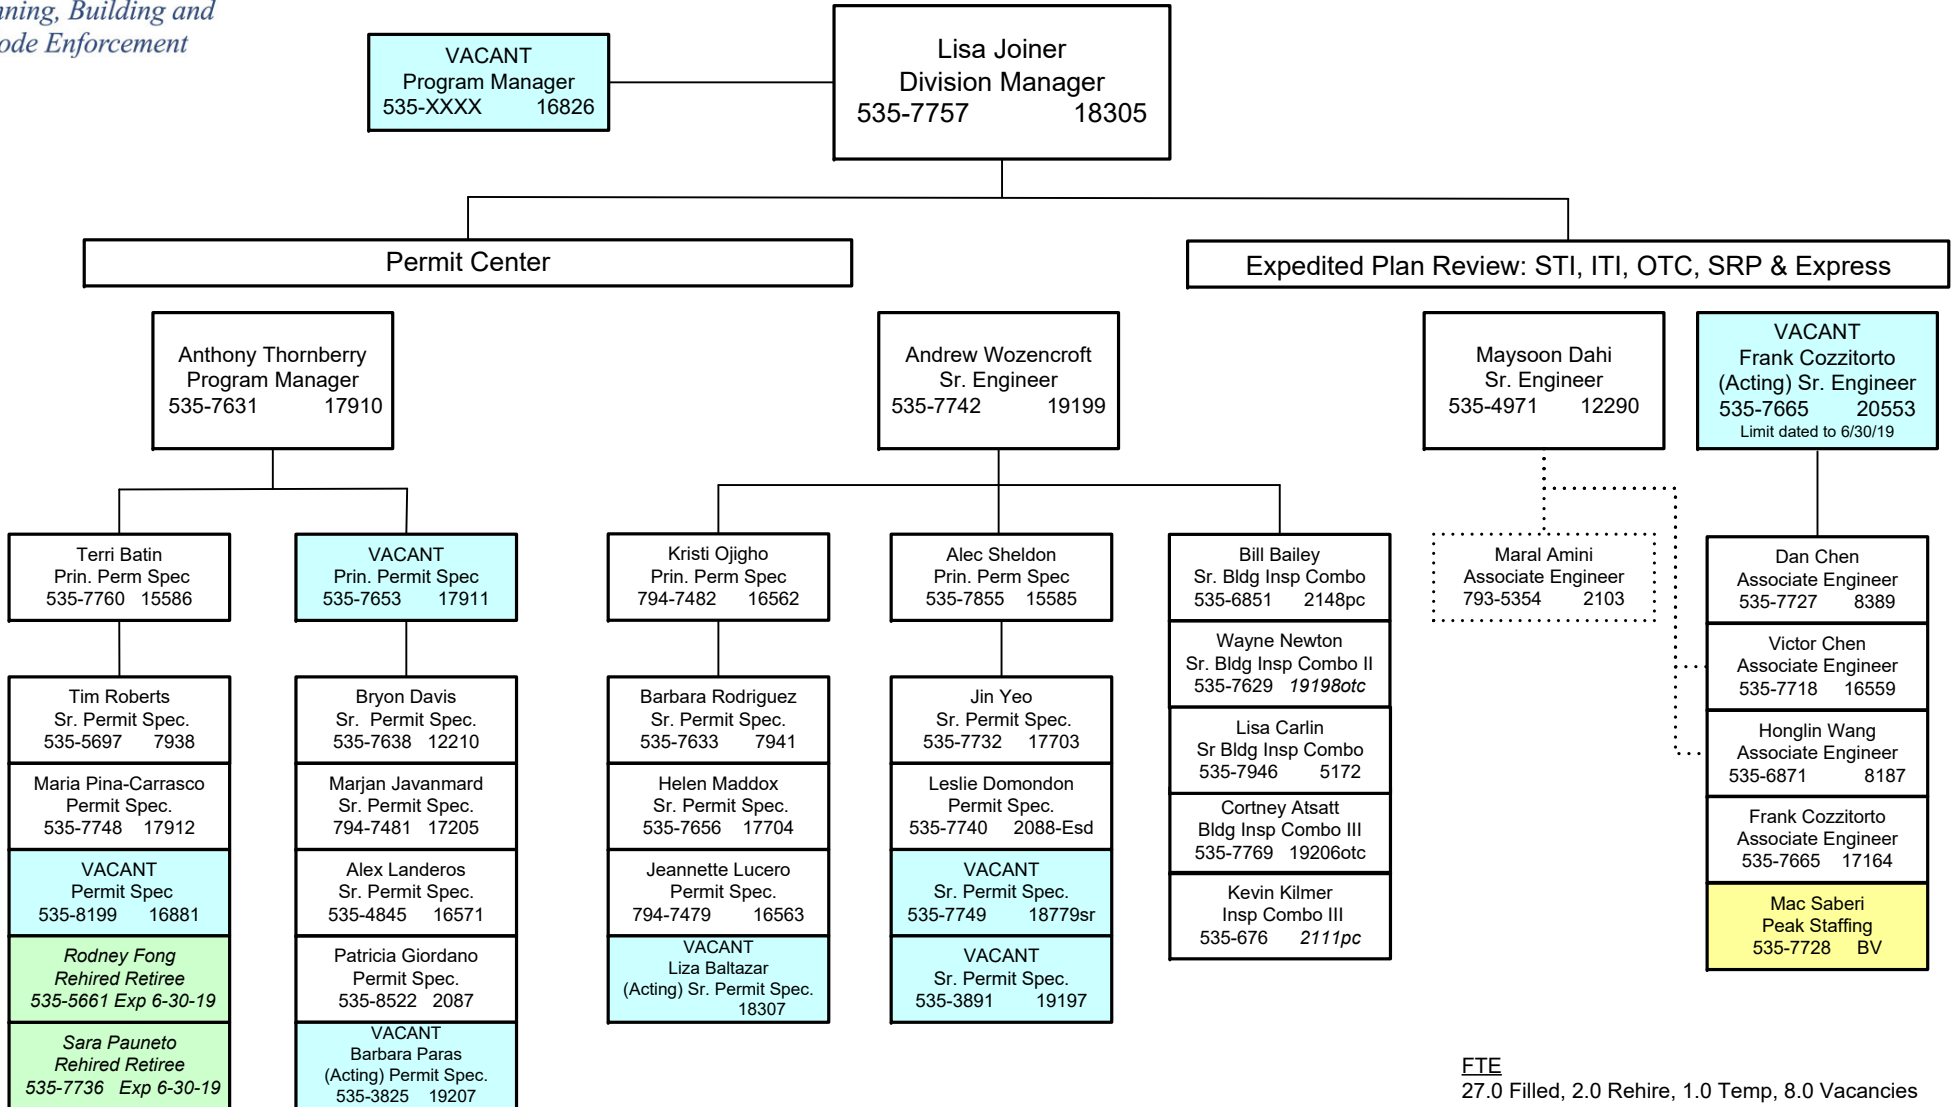 nning, Building and
ode Enforcement
VACANT
Program Manager
535-XXXX 16826
Lisa Joiner
Division Manager
535-7757 18305
Permit Center
Expedited Plan Review: STI, ITI, OTC, SRP & Express
Anthony Thornberry
Program Manager
535-7631 17910
Andrew Wozencroft
Sr. Engineer
535-7742 19199
Maysoon Dahi
Sr. Engineer
535-4971 12290
VACANT
Frank Cozzitorto
(Acting) Sr. Engineer
535-7665 20553
Limit dated to 6/30/19
Terri Batin
Prin. Perm Spec
535-7760 15586
VACANT
Prin. Permit Spec
535-7653 17911
Kristi Ojigho
Prin. Perm Spec
794-7482 16562
Alec Sheldon
Prin. Perm Spec
535-7855 15585
Bill Bailey
Sr. Bldg Insp Combo
535-6851 2148pc
Wayne Newton
Sr. Bldg Insp Combo II
535-7629 19198otc
Lisa Carlin
Sr Bldg Insp Combo
535-7946 5172
Cortney Atsatt
Bldg Insp Combo III
535-7769 19206otc
Kevin Kilmer
Insp Combo III
535-676 2111pc
Maral Amini
Associate Engineer
793-5354 2103
Dan Chen
Associate Engineer
535-7727 8389
Victor Chen
Associate Engineer
535-7718 16559
Honglin Wang
Associate Engineer
535-6871 8187
Frank Cozzitorto
Associate Engineer
535-7665 17164
Mac Saberi
Peak Staffing
535-7728 BV
Tim Roberts
Sr. Permit Spec.
535-5697 7938
Maria Pina-Carrasco
Permit Spec.
535-7748 17912
VACANT
Permit Spec
535-8199 16881
Rodney Fong
Rehired Retiree
535-5661 Exp 6-30-19
Sara Pauneto
Rehired Retiree
535-7736 Exp 6-30-19
Bryon Davis
Sr. Permit Spec.
535-7638 12210
Marjan Javanmard
Sr. Permit Spec.
794-7481 17205
Alex Landeros
Sr. Permit Spec.
535-4845 16571
Patricia Giordano
Permit Spec.
535-8522 2087
VACANT
Barbara Paras
(Acting) Permit Spec.
535-3825 19207
Barbara Rodriguez
Sr. Permit Spec.
535-7633 7941
Helen Maddox
Sr. Permit Spec.
535-7656 17704
Jeannette Lucero
Permit Spec.
794-7479 16563
VACANT
Liza Baltazar
(Acting) Sr. Permit Spec.
18307
Jin Yeo
Sr. Permit Spec.
535-7732 17703
Leslie Domondon
Permit Spec.
535-7740 2088-Esd
VACANT
Sr. Permit Spec.
535-7749 18779sr
VACANT
Sr. Permit Spec.
535-3891 19197
FTE
27.0 Filled, 2.0 Rehire, 1.0 Temp, 8.0 Vacancies